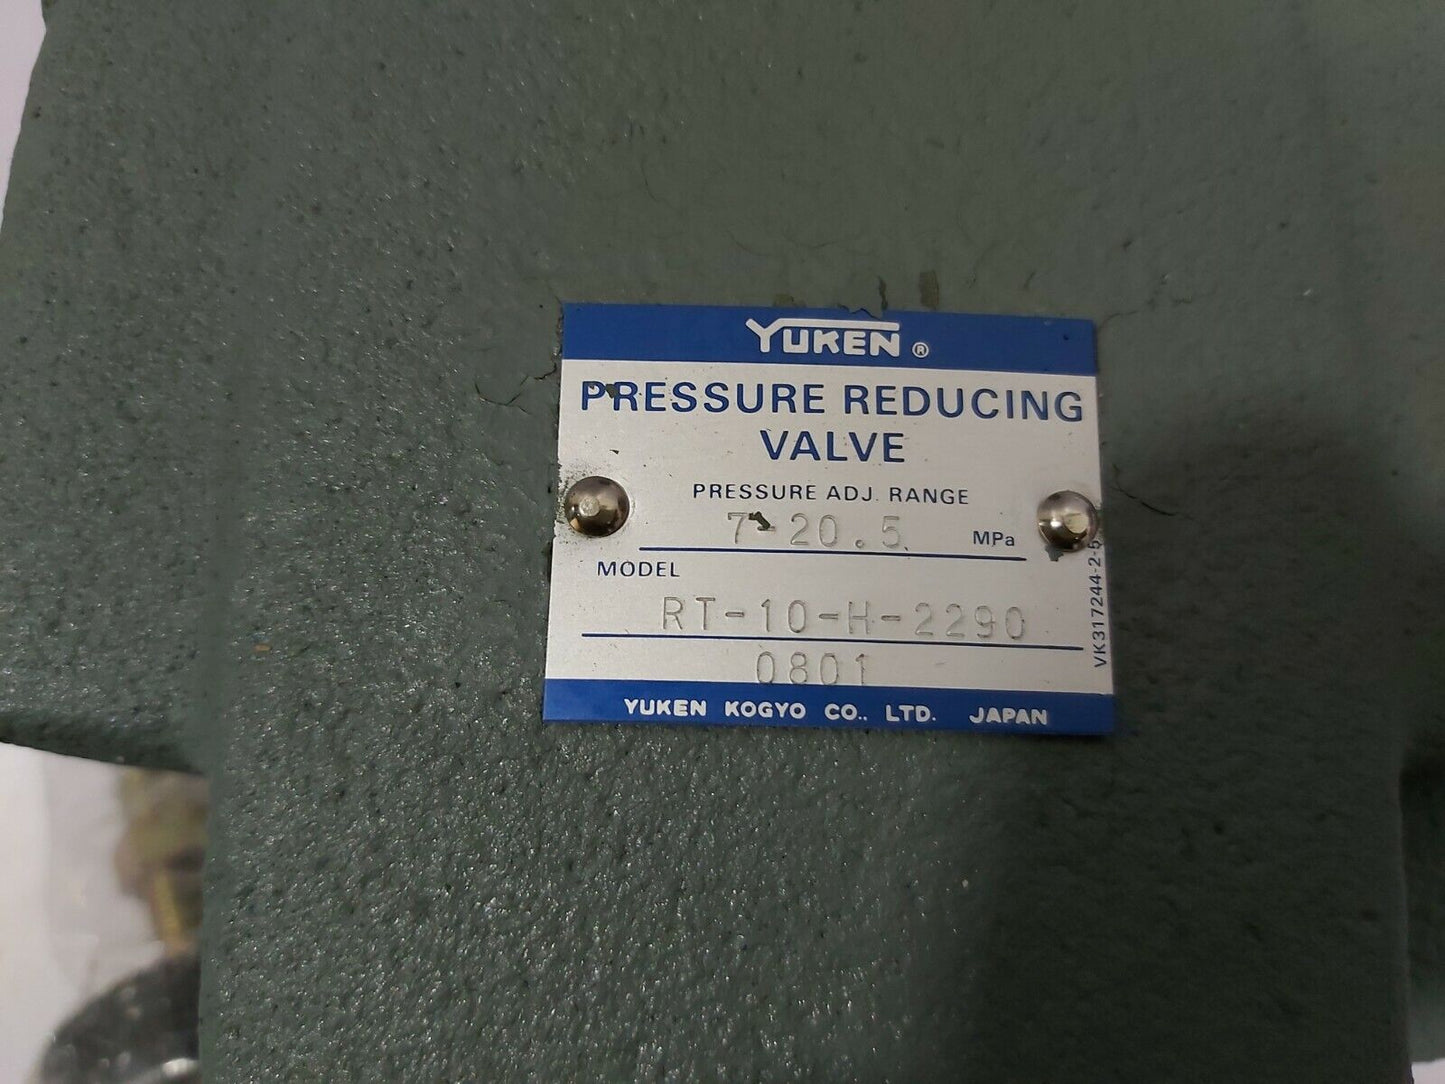 YUKEN®
PRESSURE REDUCING
VALVE
PRESSURE ADJ. RANGE
7-20.5 MPa
MODEL
RT-10-H-2290
0801
YUKEN KOGYO CO., LTD. JAPAN
VK317244-2-5